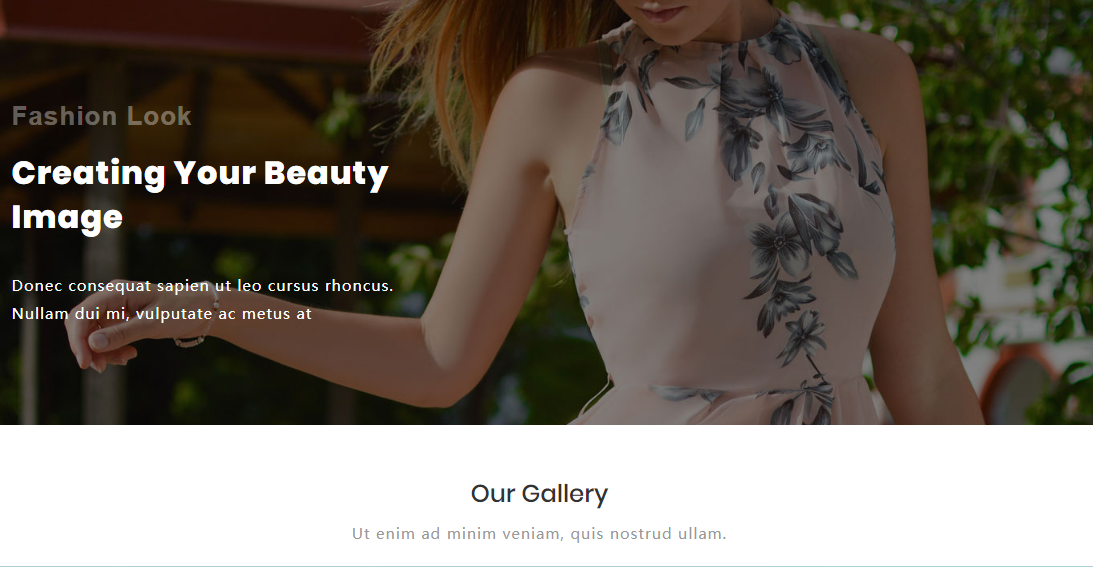 Fashion Look
Creating Your Beauty
Image
Donec consequat sapien ut leo cursus rhoncus.
Nullam dui mi, vulputate ac metus at
Our Gallery
Ut enim ad minim veniam, quis nostrud ullam.